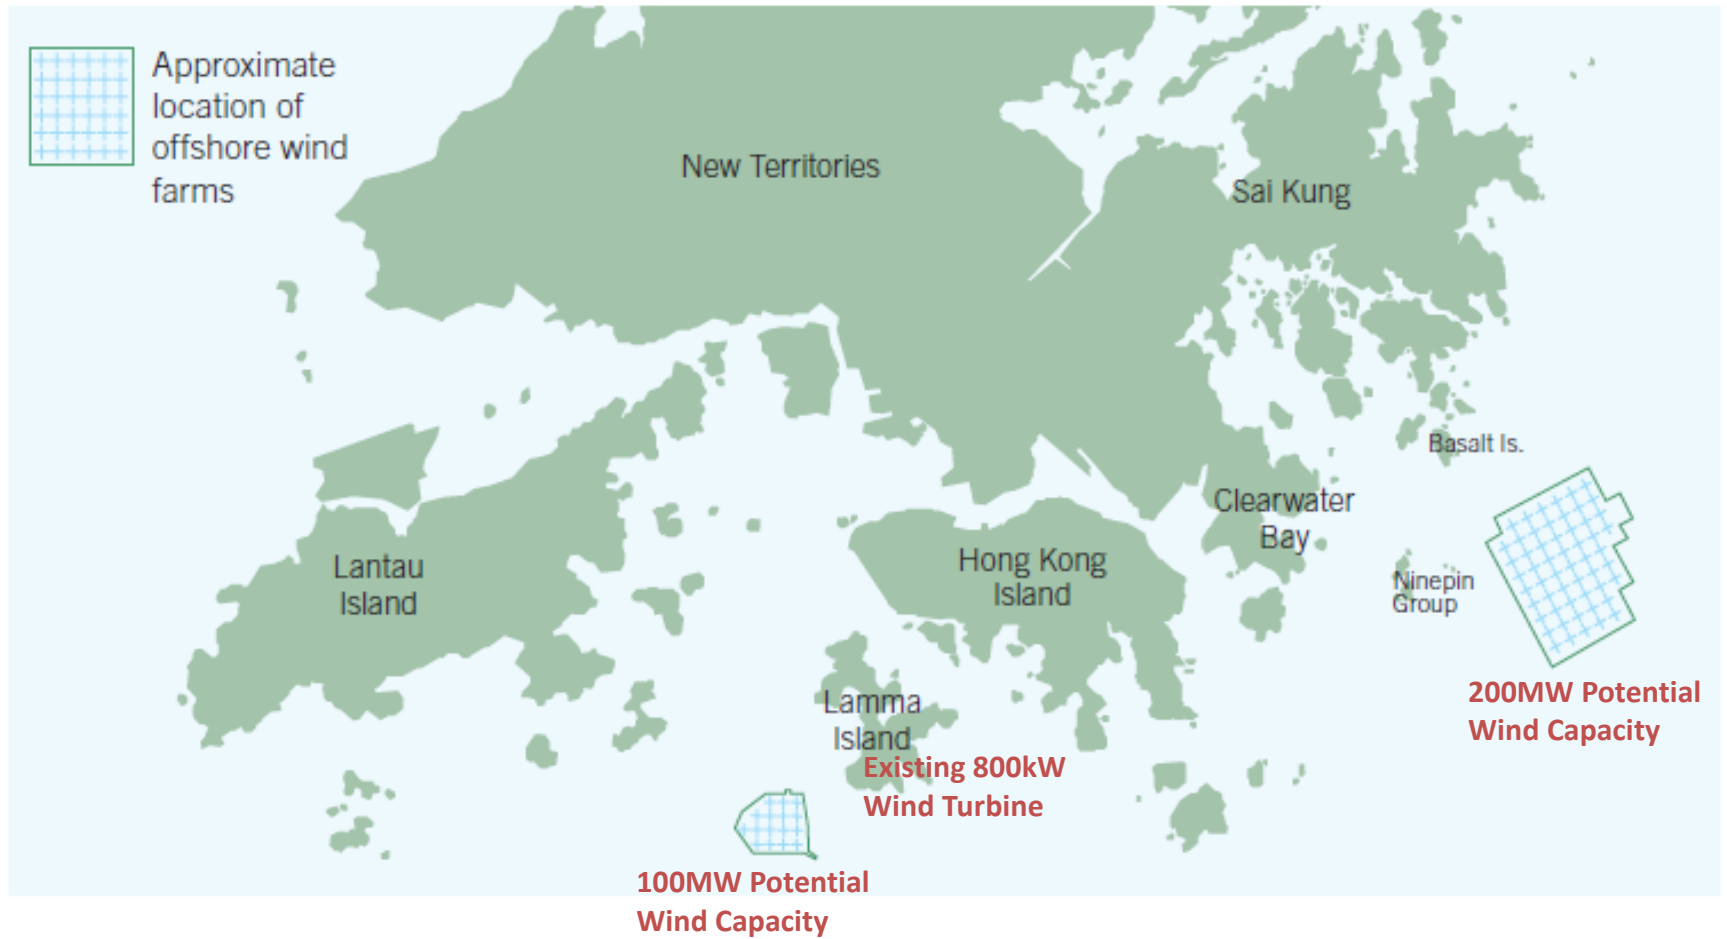 Approximate
location of
offshore wind
farms
New Territories
Sai Kung
Basalt Is.
Clearwater
Bay
Hong Kong
Island
Lantau
Island
Ninepin
Group
200MW Potential
Wind Capacity
Lamma
Island
Existing 800kW
Wind Turbine
100MW Potential
Wind Capacity